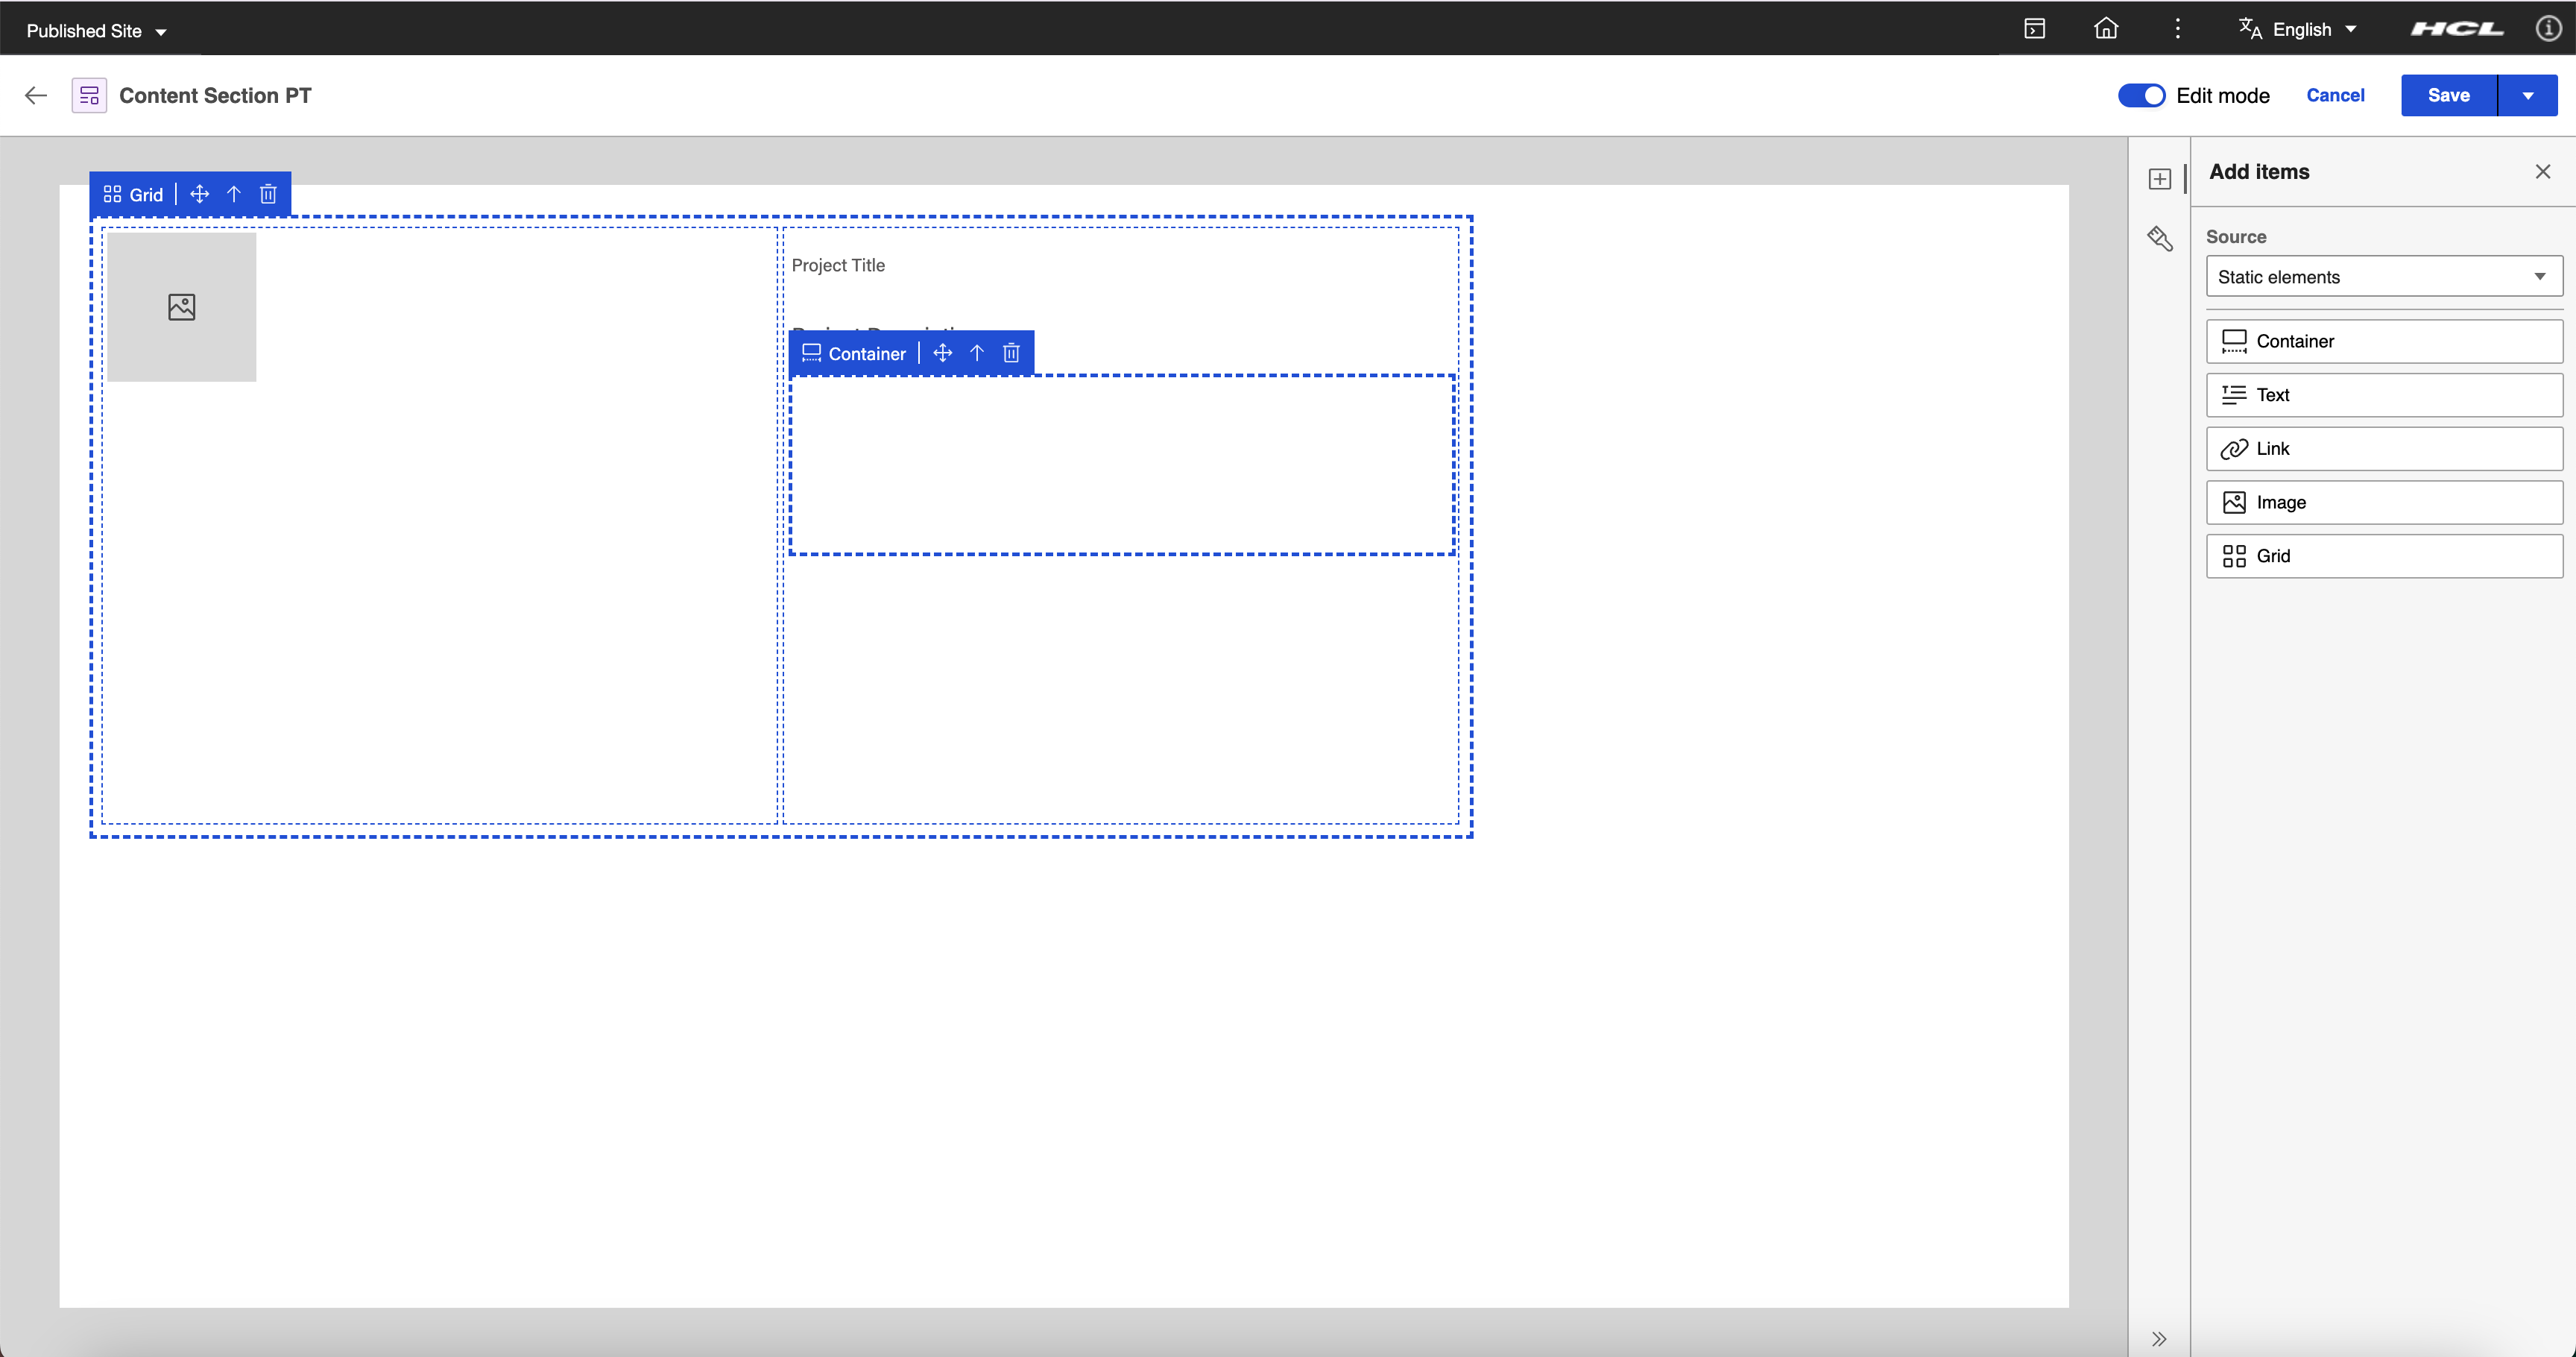 Published Site
English
HCL
Content Section PT
Edit mode
Cancel
Save
Grid
Project Title
Container
Add items
Source
Static elements
Container
Text
Link
Image
Grid